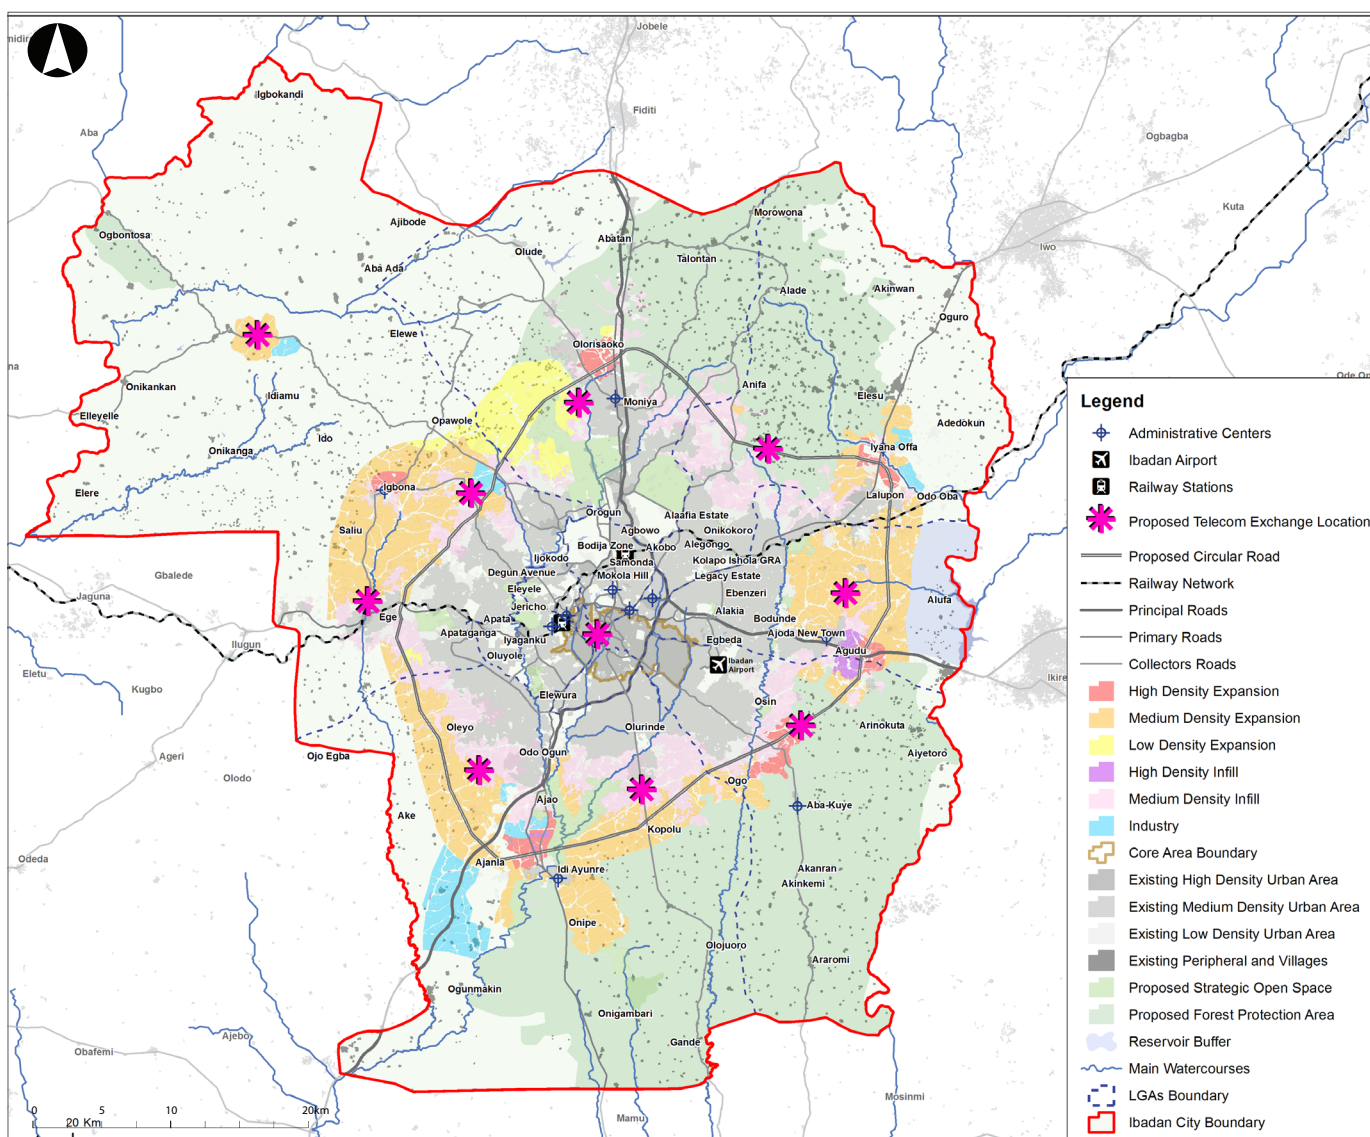 Jobele
nidire
Igbokandi
Fiditi
Aba
Ogbagba
Kuta
Morowona
Ajibode
Ogbontosa
Abatan
Iwo
Olude
Talontan
Aba Ada
Alade
Akinwan
Oguro
Elewe
Olorisaoko
na
Ode On
Onikankan
Anifa
Idiamu
Elesu
Moniya
Elleyelle
Opawole
Adedokun
Ido
Iyana Offa
Onikanga
Igbona
Elere
Lalupon
Odo Oba
Orogun
Alaafia Estate
Saliu
Agbowo
Onikokoro
Bodija Zone
Akobo
Alegongo
Ijokodo
Samonda
Kolapo Ishola GRA
Gbalede
Degun Avenue
Mokola Hill
Legacy Estate
Eleyele
Ebenzeri
Jaguna
Alufa
Jericho
Alakia
Ege
Apata
Bodunde
Apataganga
Iyaganku
Egbeda
Ajoda New Town
Ilugun
Oluyole
Agudu
Ibadan
Airport
Eletu
Ikire
Kugbo
Elewura
Osin
Oleyo
Olurinde
Arinokuta
Ojo Egba
Odo Ogun
Aiyetoro
Ageri
Olodo
Ogo
Ajao
Aba-Kuye
Ake
Kopolu
Odeda
Ajanla
Idi Ayunre
Akanran
Akinkemi
Onipe
Olojuoro
Araromi
Ogunmakin
Onigambari
Ajebo
Gande
Obafemi
Mosinmi
Mamu
0 5 10 20km
20 Km
Legend
Administrative Centers
Ibadan Airport
Railway Stations
Proposed Telecom Exchange Location
Proposed Circular Road
Railway Network
Principal Roads
Primary Roads
Collectors Roads
High Density Expansion
Medium Density Expansion
Low Density Expansion
High Density Infill
Medium Density Infill
Industry
Core Area Boundary
Existing High Density Urban Area
Existing Medium Density Urban Area
Existing Low Density Urban Area
Existing Peripheral and Villages
Proposed Strategic Open Space
Proposed Forest Protection Area
Reservoir Buffer
Main Watercourses
LGAs Boundary
Ibadan City Boundary